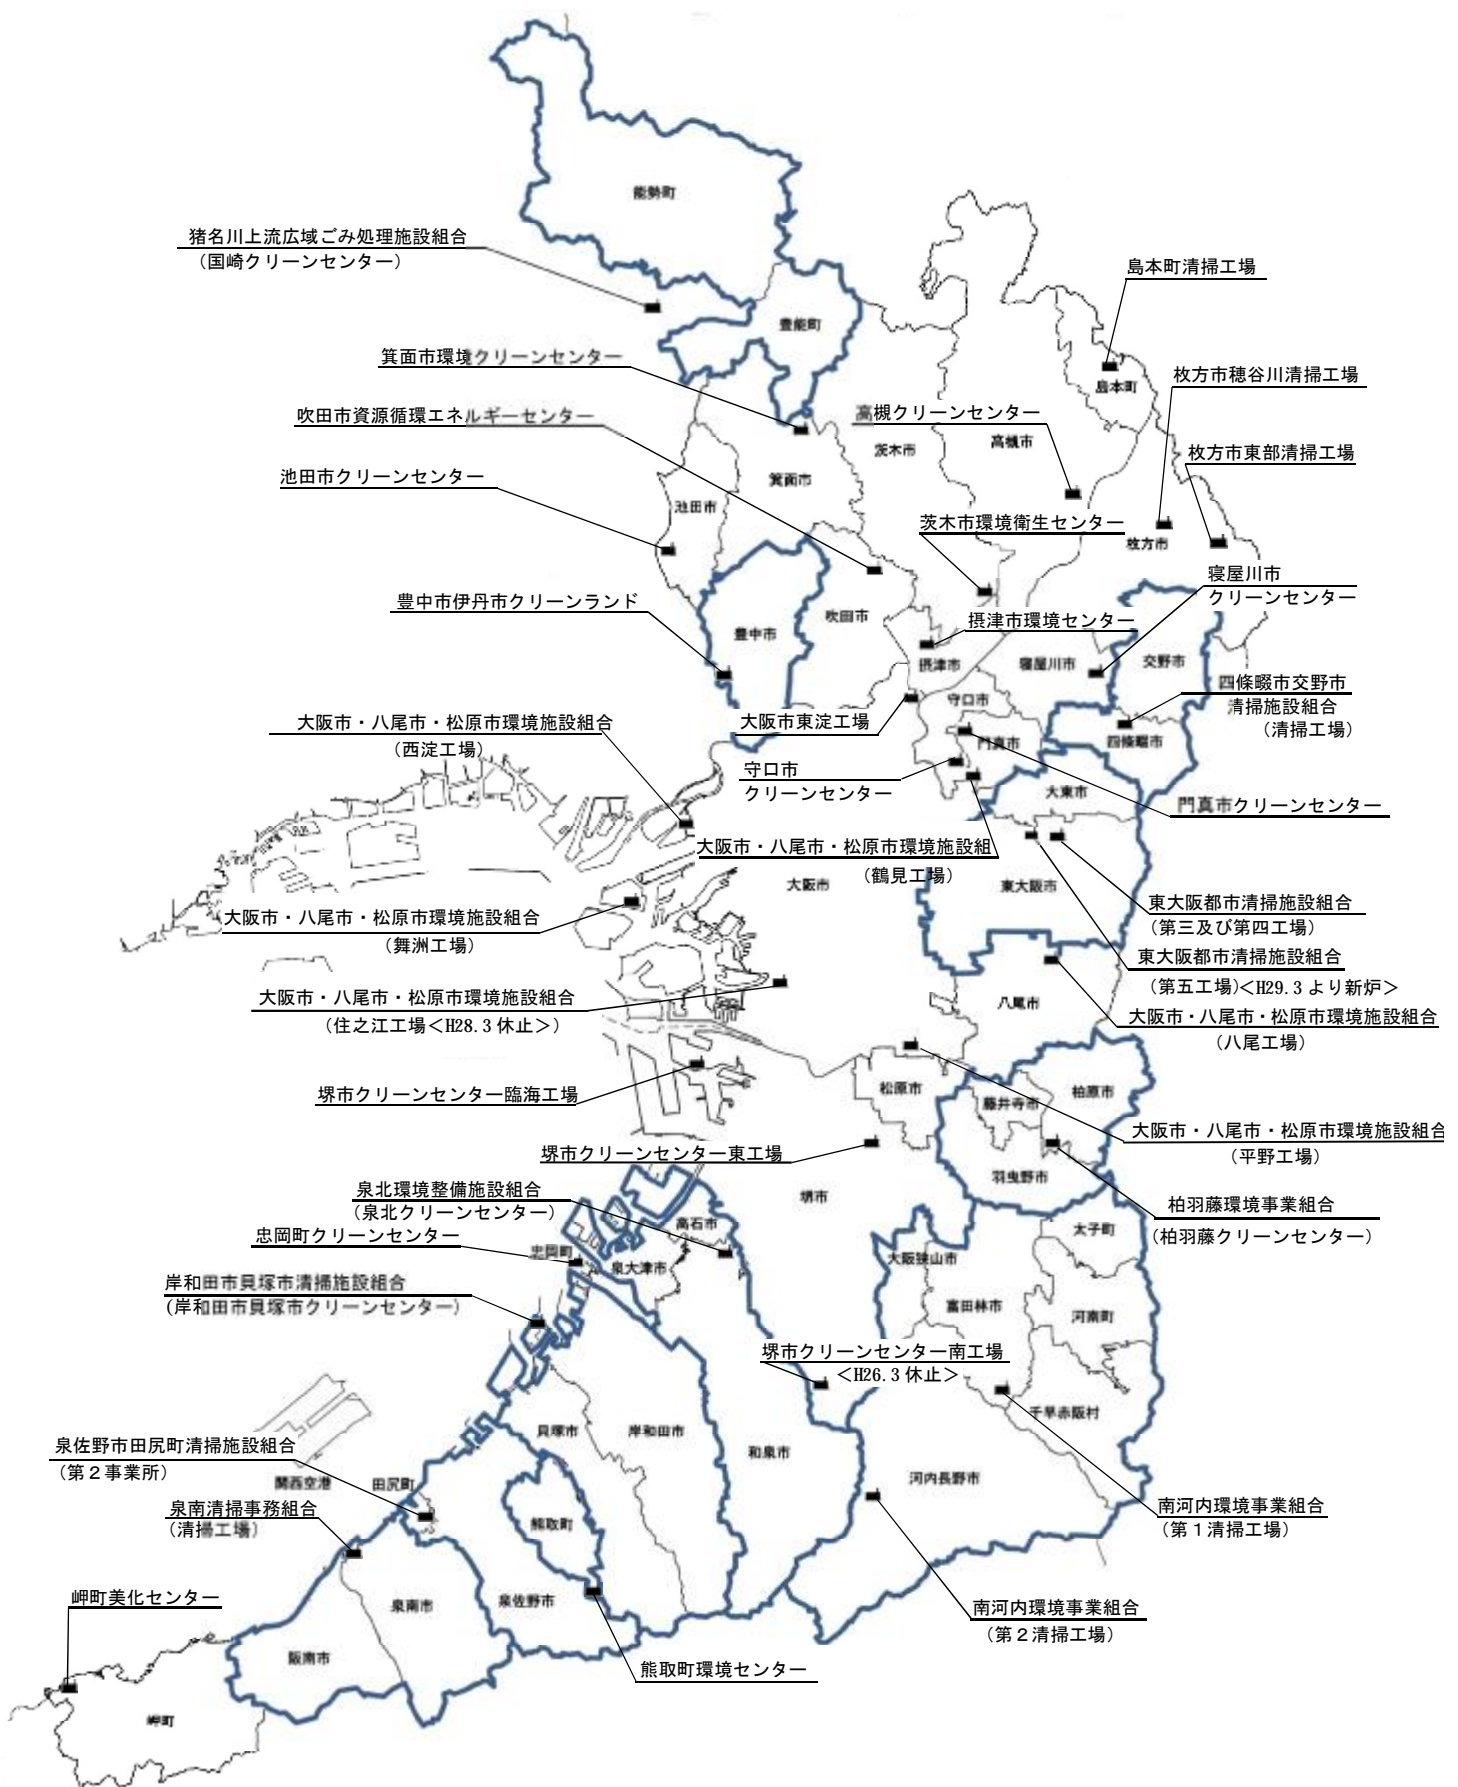 能勢町
猪名川上流広域ごみ処理施設組合
（国崎クリーンセンター）
島本町清掃工場
豊能町
箕面市環境クリーンセンター
島本町
枚方市穂谷川清掃工場
吹田市資源循環エネルギーセンター
高槻クリーンセンター
茨木市
高槻市
枚方市東部清掃工場
池田市クリーンセンター
箕面市
池田市
茨木市環境衛生センター
枚方市
寝屋川市
クリーンセンター
豊中市伊丹市クリーンランド
吹田市
摂津市環境センター
豊中市
摂津市
寝屋川市
交野市
四條畷市交野市
清掃施設組合
（清掃工場）
守口市
大阪市・八尾市・松原市環境施設組合
（西淀工場）
大阪市東淀工場
門真市
四條畷市
守口市
クリーンセンター
大東市
門真市クリーンセンター
大阪市・八尾市・松原市環境施設組
（鶴見工場）
大阪市
東大阪市
東大阪都市清掃施設組合
（第三及び第四工場）
大阪市・八尾市・松原市環境施設組合
（舞洲工場）
東大阪都市清掃施設組合
（第五工場）＜H29.3 より新炉＞
大阪市・八尾市・松原市環境施設組合
（住之江工場＜H28.3 休止＞）
八尾市
大阪市・八尾市・松原市環境施設組合
（八尾工場）
堺市クリーンセンター臨海工場
松原市
藤井寺市
柏原市
大阪市・八尾市・松原市環境施設組合
（平野工場）
堺市クリーンセンター東工場
羽曳野市
泉北環境整備施設組合
（泉北クリーンセンター）
堺市
柏羽藤環境事業組合
（柏羽藤クリーンセンター）
高石市
太子町
忠岡町クリーンセンター
忠岡町
泉大津市
大阪狭山市
岸和田市貝塚市清掃施設組合
（岸和田市貝塚市クリーンセンター）
富田林市
河南町
堺市クリーンセンター南工場
＜H26.3 休止＞
千早赤阪村
貝塚市
岸和田市
和泉市
河内長野市
泉佐野市田尻町清掃施設組合
（第２事業所）
関西空港
田尻町
泉南清掃事務組合
（清掃工場）
熊取町
南河内環境事業組合
（第１清掃工場）
岬町美化センター
泉南市
泉佐野市
南河内環境事業組合
（第２清掃工場）
阪南市
熊取町環境センター
岬町